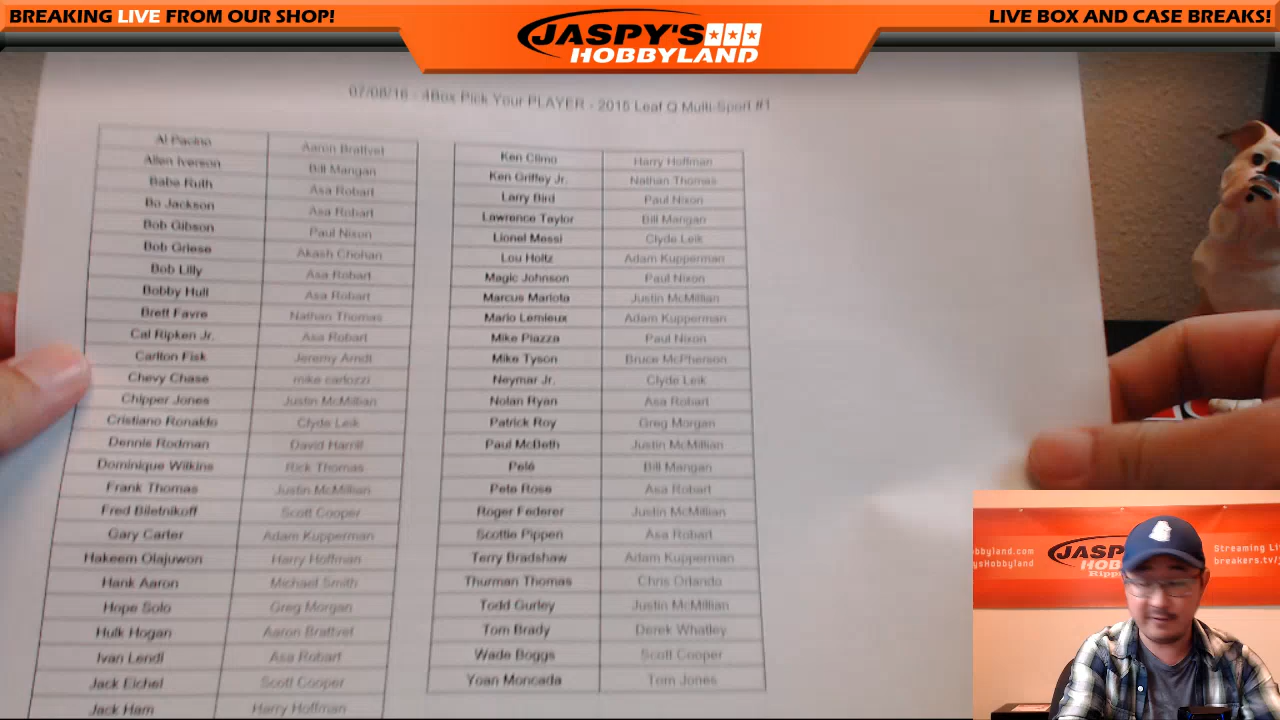 BREAKING LIVE FROM OUR SHOP!
JASPY'S
HOBBYLAND
LIVE BOX AND CASE BREAKS!
07/08/16 - 4Box Pick Your PLAYER - 2015 Leaf Q Multi-Sport #1
Al Pacino Aaron Brattvet
Allen Iverson Bill Mangan
Babe Ruth Asa Robart
Bo Jackson Asa Robart
Bob Gibson Paul Nixon
Bob Griese Akash Chohan
Bob Lilly Asa Robart
Bobby Hull Asa Robart
Brett Favre Nathan Thomas
Cal Ripken Jr. Asa Robart
Carlton Fisk Jeremy Arndt
Chevy Chase mike carlozzi
Chipper Jones Justin McMillian
Cristiano Ronaldo Clyde Leik
Dennis Rodman David Harrill
Dominique Wilkins Rick Thomas
Frank Thomas Justin McMillian
Fred Biletnikoff Scott Cooper
Gary Carter Adam Kupperman
Hakeem Olajuwon Harry Hoffman
Hank Aaron Michael Smith
Hope Solo Greg Morgan
Hulk Hogan Aaron Brattvet
Ivan Lendl Asa Robart
Jack Eichel Scott Cooper
Jack Ham Harry Hoffman
Ken Climo Harry Hoffman
Ken Griffey Jr. Nathan Thomas
Larry Bird Paul Nixon
Lawrence Taylor Bill Mangan
Lionel Messi Clyde Leik
Lou Holtz Adam Kupperman
Magic Johnson Paul Nixon
Marcus Mariota Justin McMillian
Mario Lemieux Adam Kupperman
Mike Piazza Paul Nixon
Mike Tyson Bruce McPherson
Neymar Jr. Clyde Leik
Nolan Ryan Asa Robart
Patrick Roy Greg Morgan
Paul McBeth Justin McMillian
Pelé Bill Mangan
Pete Rose Asa Robart
Roger Federer Justin McMillian
Scottie Pippen Asa Robart
Terry Bradshaw Adam Kupperman
Thurman Thomas Chris Orlando
Todd Gurley Justin McMillian
Tom Brady Derek Whatley
Wade Boggs Scott Cooper
Yoan Moncada Tom Jones
hobbyland.com
ysHobbyland
JASPY
HOB
Streaming Li
breakers.tv/j